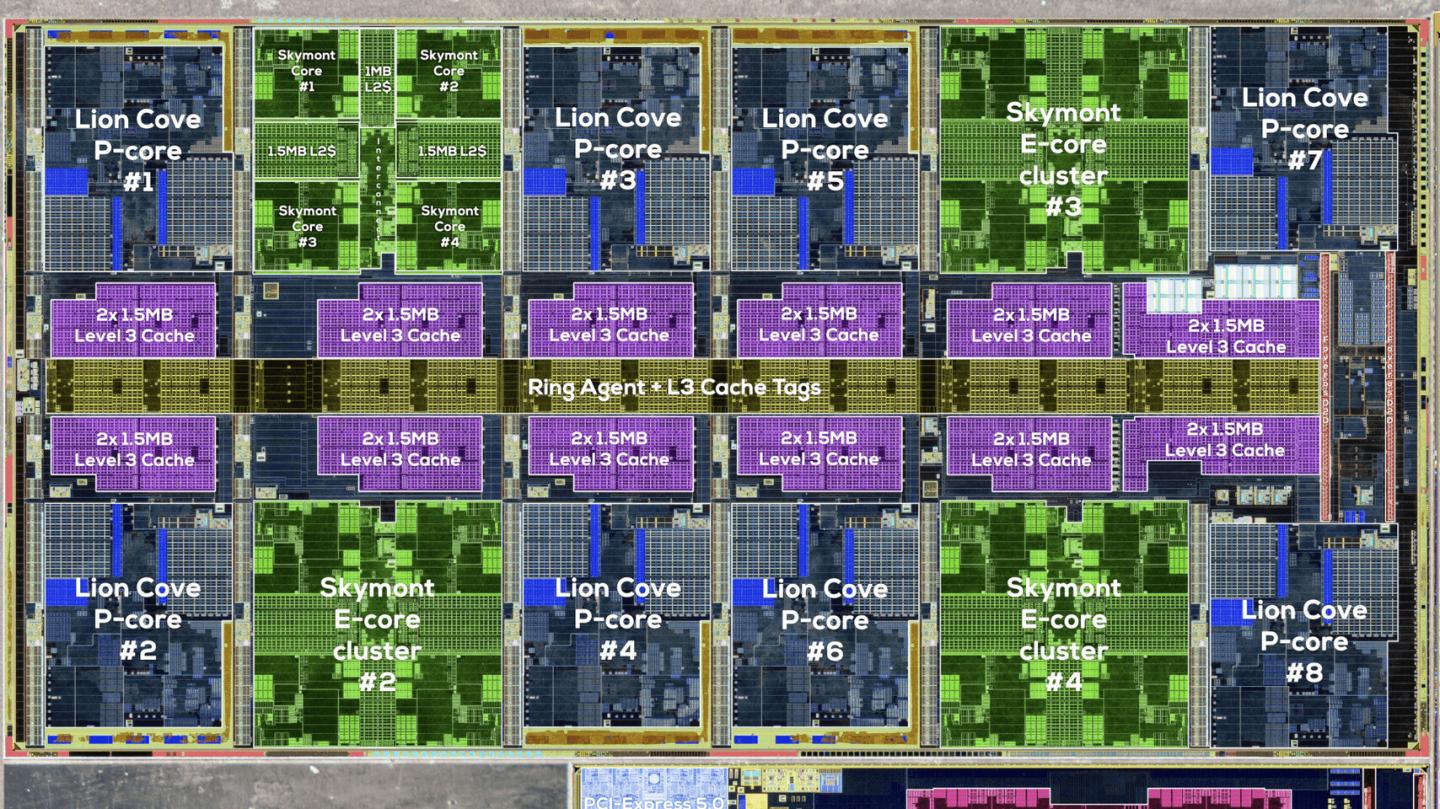 Lion Cove
P-core
#1
Skymont
Core
#1
1MB
L2$
Skymont
Core
#2
1.5MB L2$
1.5MB L2$
Interconnect
Skymont
Core
#3
Skymont
Core
#4
Lion Cove
P-core
#3
Lion Cove
P-core
#5
Skymont
E-core
cluster
#3
Lion Cove
P-core
#7
2x 1.5MB
Level 3 Cache
2x 1.5MB
Level 3 Cache
2x 1.5MB
Level 3 Cache
2x 1.5MB
Level 3 Cache
2x 1.5MB
Level 3 Cache
2x 1.5MB
Level 3 Cache
Ring Agent + L3 Cache Tags
2x 1.5MB
Level 3 Cache
2x 1.5MB
Level 3 Cache
2x 1.5MB
Level 3 Cache
2x 1.5MB
Level 3 Cache
2x 1.5MB
Level 3 Cache
2x 1.5MB
Level 3 Cache
Lion Cove
P-core
#2
Skymont
E-core
cluster
#2
Lion Cove
P-core
#4
Lion Cove
P-core
#6
Skymont
E-core
cluster
#4
Lion Cove
P-core
#8
PCI-Express 5.0